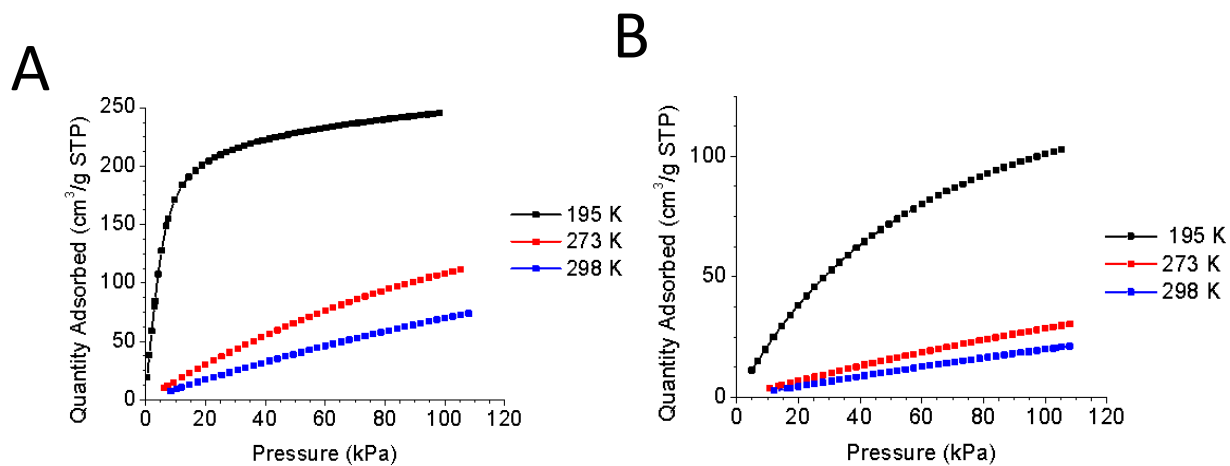 A
Quantity Adsorbed (cm³/g STP)
250
200
150
100
50
0
0 20 40 60 80 100 120
Pressure (kPa)
195 K
273 K
298 K
B
Quantity Adsorbed (cm³/g STP)
100
50
0
0 20 40 60 80 100 120
Pressure (kPa)
195 K
273 K
298 K